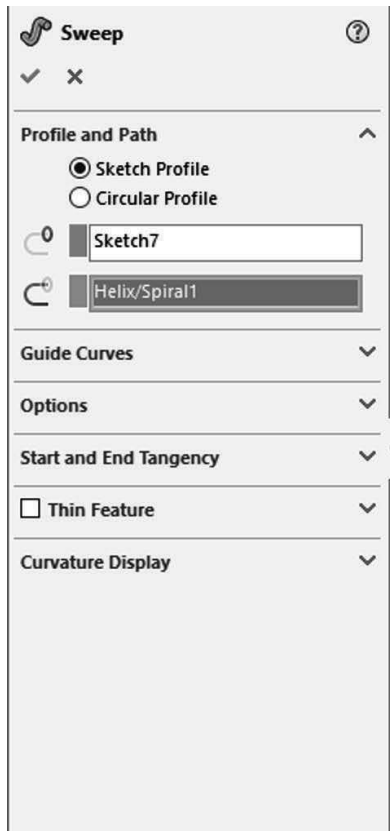 Sweep
Profile and Path
Sketch Profile
Circular Profile
Sketch7
Helix/Spiral1
Guide Curves
Options
Start and End Tangency
Thin Feature
Curvature Display